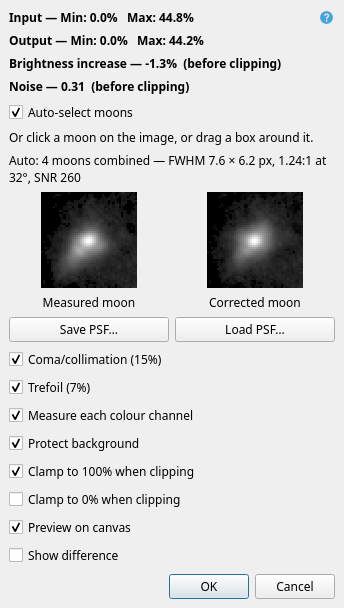 Input — Min: 0.0%   Max: 44.8%
Output — Min: 0.0%   Max: 44.2%
Brightness increase — -1.3%  (before clipping)
Noise — 0.31  (before clipping)
Auto-select moons
Or click a moon on the image, or drag a box around it.
Auto: 4 moons combined — FWHM 7.6 × 6.2 px, 1.24:1 at
32°, SNR 260
Measured moon
Corrected moon
Save PSF...
Load PSF...
Coma/collimation (15%)
Trefoil (7%)
Measure each colour channel
Protect background
Clamp to 100% when clipping
Clamp to 0% when clipping
Preview on canvas
Show difference
OK
Cancel